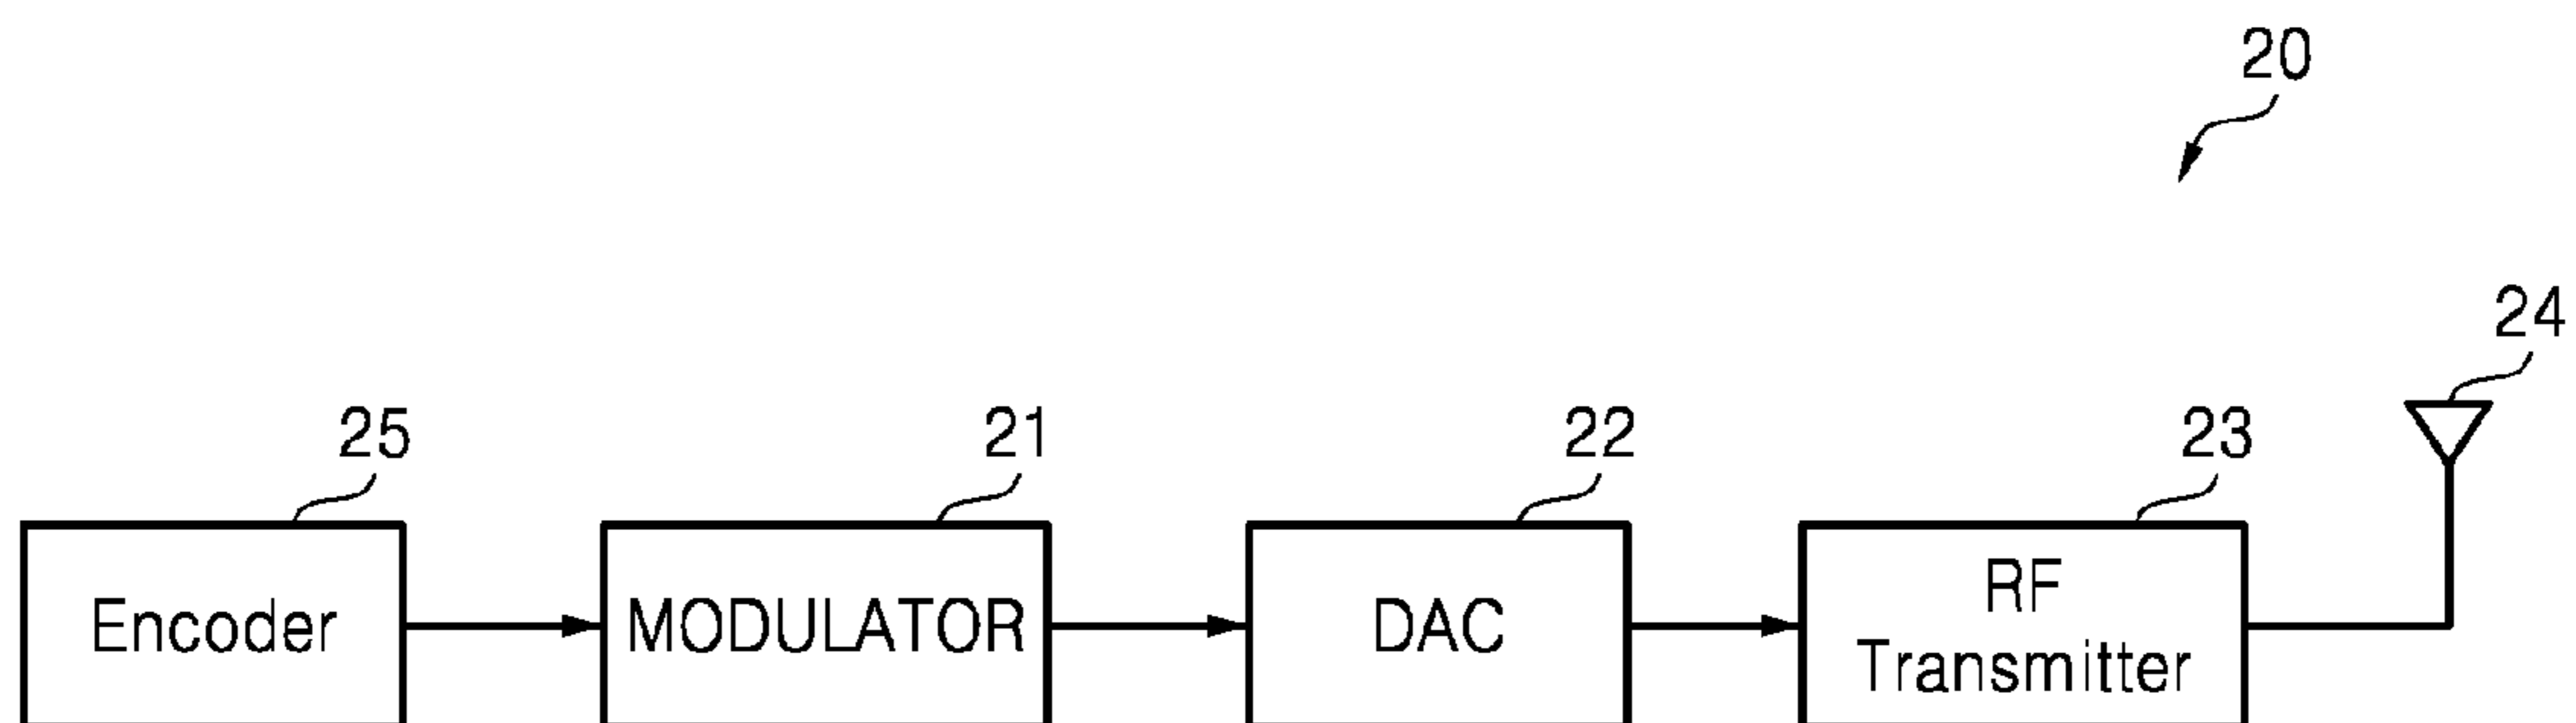 20
24
25
21
22
23
Encoder
MODULATOR
DAC
RF
Transmitter